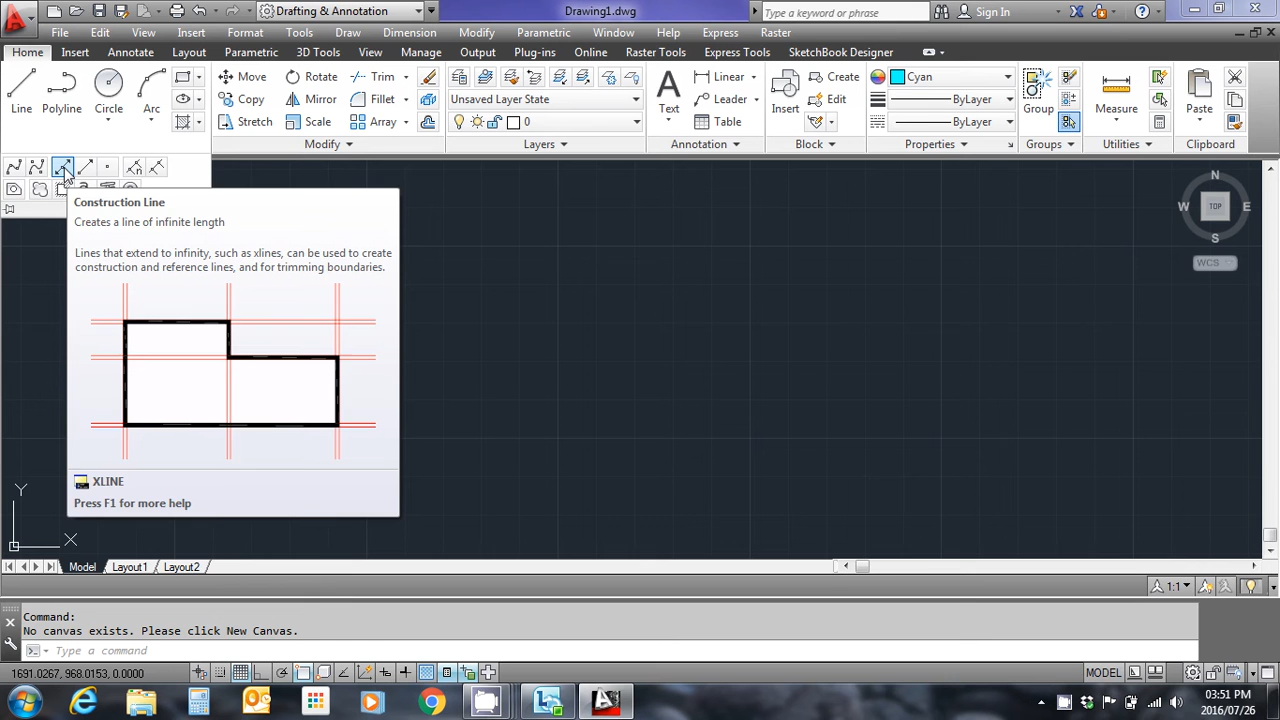 Drafting & Annotation
Drawing1.dwg
Type a keyword or phrase
Sign In
File Edit View Insert Format Tools Draw Dimension Modify Parametric Window Help Express Raster
Home Insert Annotation Layout Parametric 3D Tools View Manage Output Plug-ins Online Raster Tools Express Tools SketchBook Designer
Move Rotate Trim Linear Create Cyan
Line Polyline Circle Arc Copy Mirror Fillet Unsaved Layer State Text Leader Insert Edit ByLayer Group Measure Paste
Stretch Scale Array 0 Table ByLayer
Modify Layers Annotation Block Properties Groups Utilities Clipboard
Construction Line
Creates a line of infinite length
Lines that extend to infinity, such as xlines, can be used to create
construction and reference lines, and for trimming boundaries.
XLINE
Press F1 for more help
N
W TOP E
S
WCS
Y
X
Model Layout1 Layout2
1:1
Command:
No canvas exists. Please click New Canvas.
Type a command
1691.0267, 968.0153, 0.0000
MODEL
03:51 PM
2016/07/26